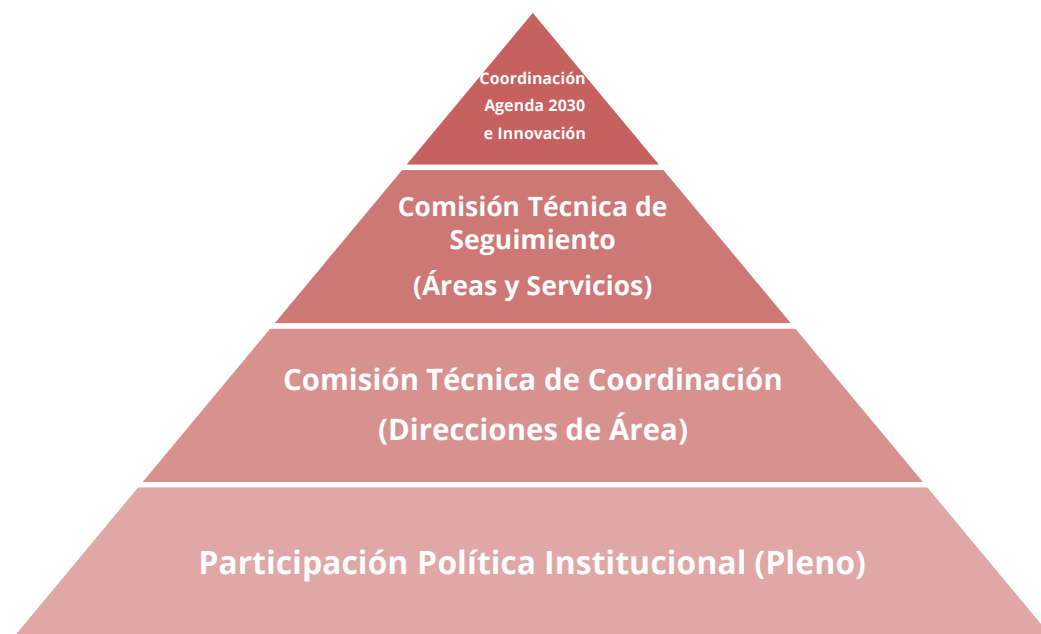 Coordinación
Agenda 2030
e Innovación
Comisión Técnica de
Seguimiento
(Áreas y Servicios)
Comisión Técnica de Coordinación
(Direcciones de Área)
Participación Política Institucional (Pleno)